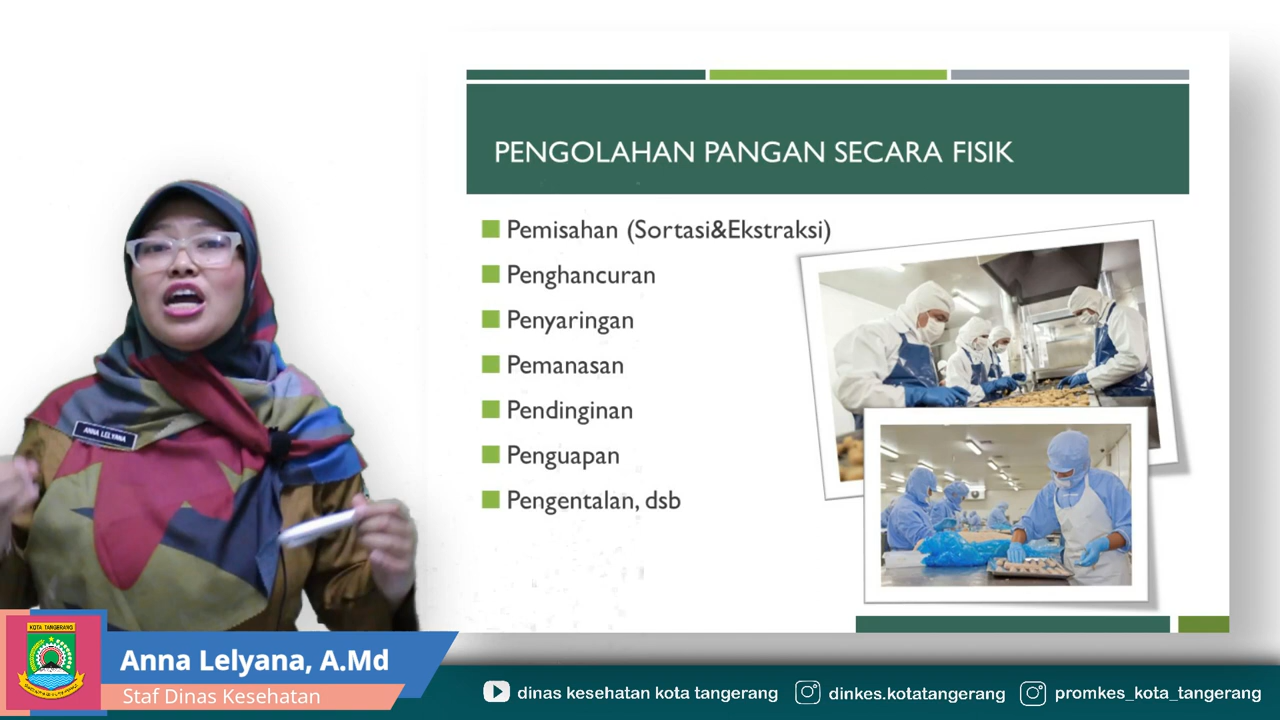 PENGOLAHAN PANGAN SECARA FISIK
Pemisahan (Sortasi&Ekstraksi)
Penghancuran
Penyaringan
Pemanasan
Pendinginan
Penguapan
Pengentalan, dsb
ANNA LELYANA
KOTA TANGERANG
Anna Lelyana, A.Md
Staf Dinas Kesehatan
dinas kesehatan kota tangerang
dinkes.kotatangerang
promkes_kota_tangerang